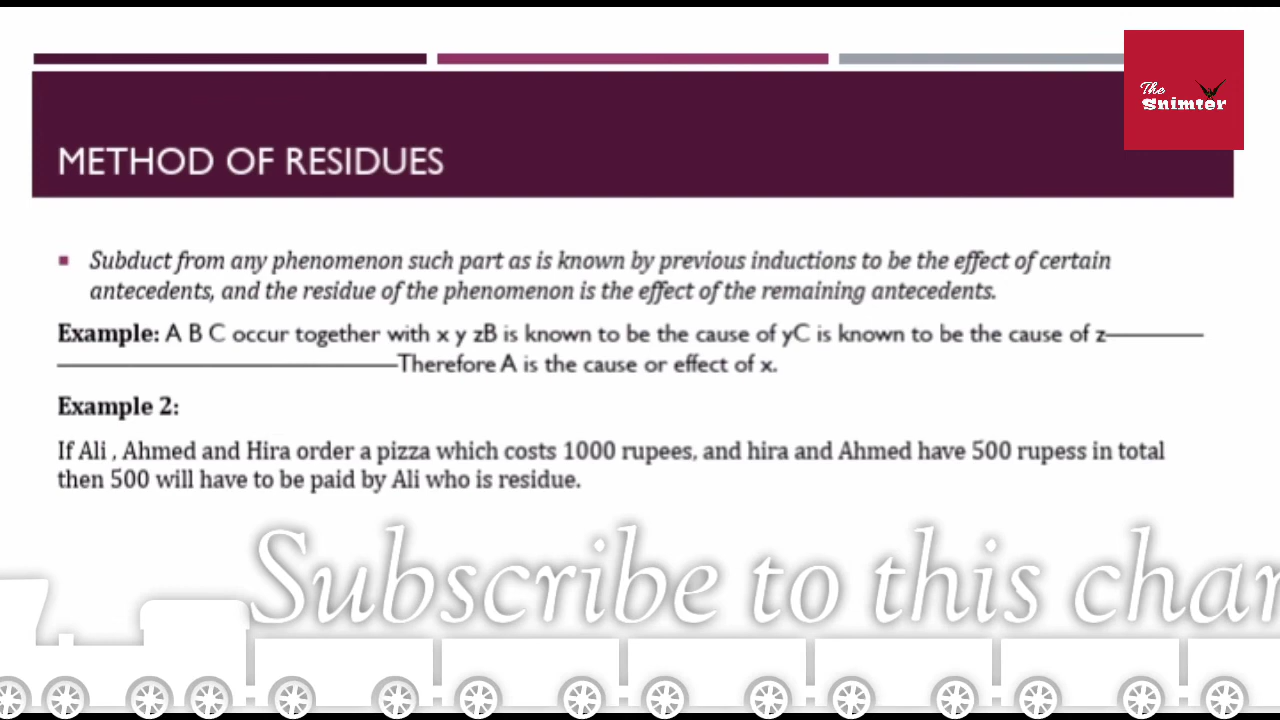 The
Snimter
METHOD OF RESIDUES
Subduct from any phenomenon such part as is known by previous inductions to be the effect of certain
antecedents, and the residue of the phenomenon is the effect of the remaining antecedents.
Example: A B C occur together with x y zB is known to be the cause of yC is known to be the cause of z————
——————————————Therefore A is the cause or effect of x.
Example 2:
If Ali , Ahmed and Hira order a pizza which costs 1000 rupees, and hira and Ahmed have 500 rupess in total
then 500 will have to be paid by Ali who is residue.
Subscribe to this chan